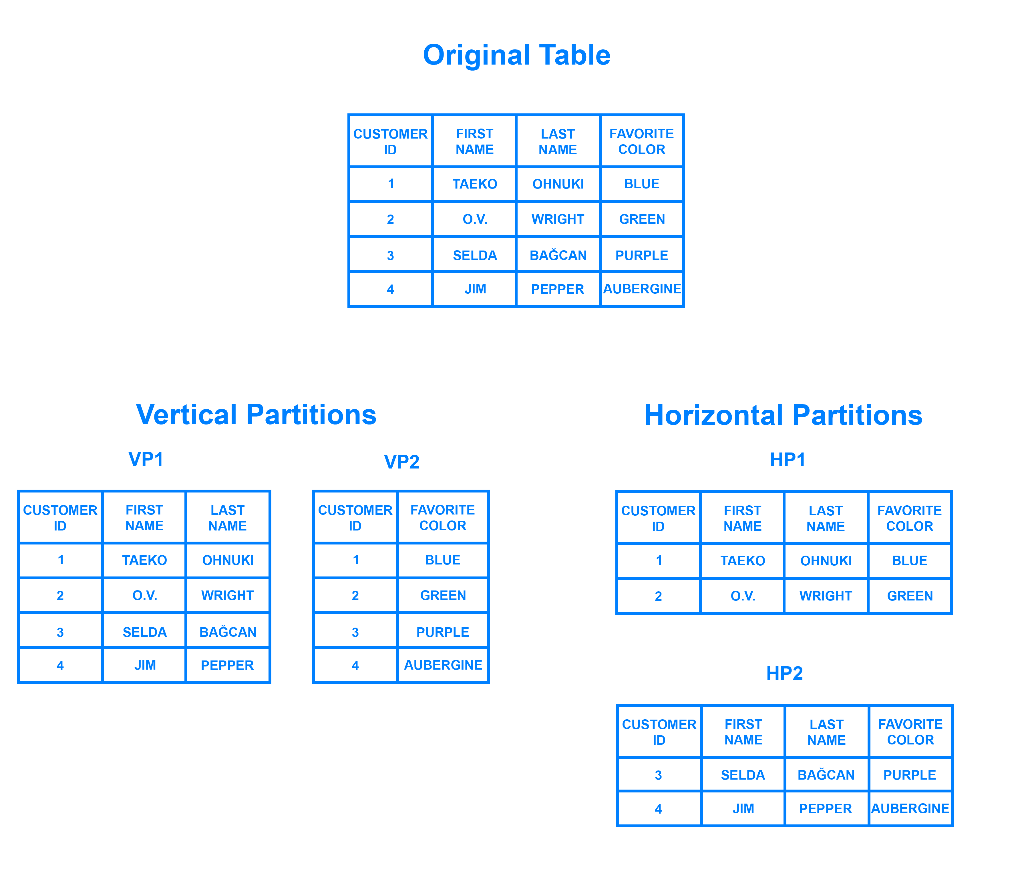 Original Table
CUSTOMER ID FIRST NAME LAST NAME FAVORITE COLOR
1 TAEKO OHNUKI BLUE
2 O.V. WRIGHT GREEN
3 SELDA BAĞCAN PURPLE
4 JIM PEPPER AUBERGINE
Vertical Partitions
VP1
CUSTOMER ID FIRST NAME LAST NAME
1 TAEKO OHNUKI
2 O.V. WRIGHT
3 SELDA BAĞCAN
4 JIM PEPPER
VP2
CUSTOMER ID FAVORITE COLOR
1 BLUE
2 GREEN
3 PURPLE
4 AUBERGINE
Horizontal Partitions
HP1
CUSTOMER ID FIRST NAME LAST NAME FAVORITE COLOR
1 TAEKO OHNUKI BLUE
2 O.V. WRIGHT GREEN
HP2
CUSTOMER ID FIRST NAME LAST NAME FAVORITE COLOR
3 SELDA BAĞCAN PURPLE
4 JIM PEPPER AUBERGINE